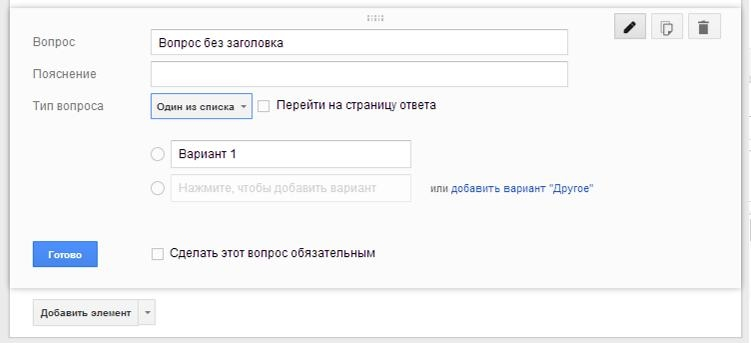 Вопрос Вопрос без заголовка
Пояснение
Тип вопроса Один из списка Перейти на страницу ответа
Вариант 1
Нажмите, чтобы добавить вариант или добавить вариант "Другое"
Готово Сделать этот вопрос обязательным
Добавить элемент